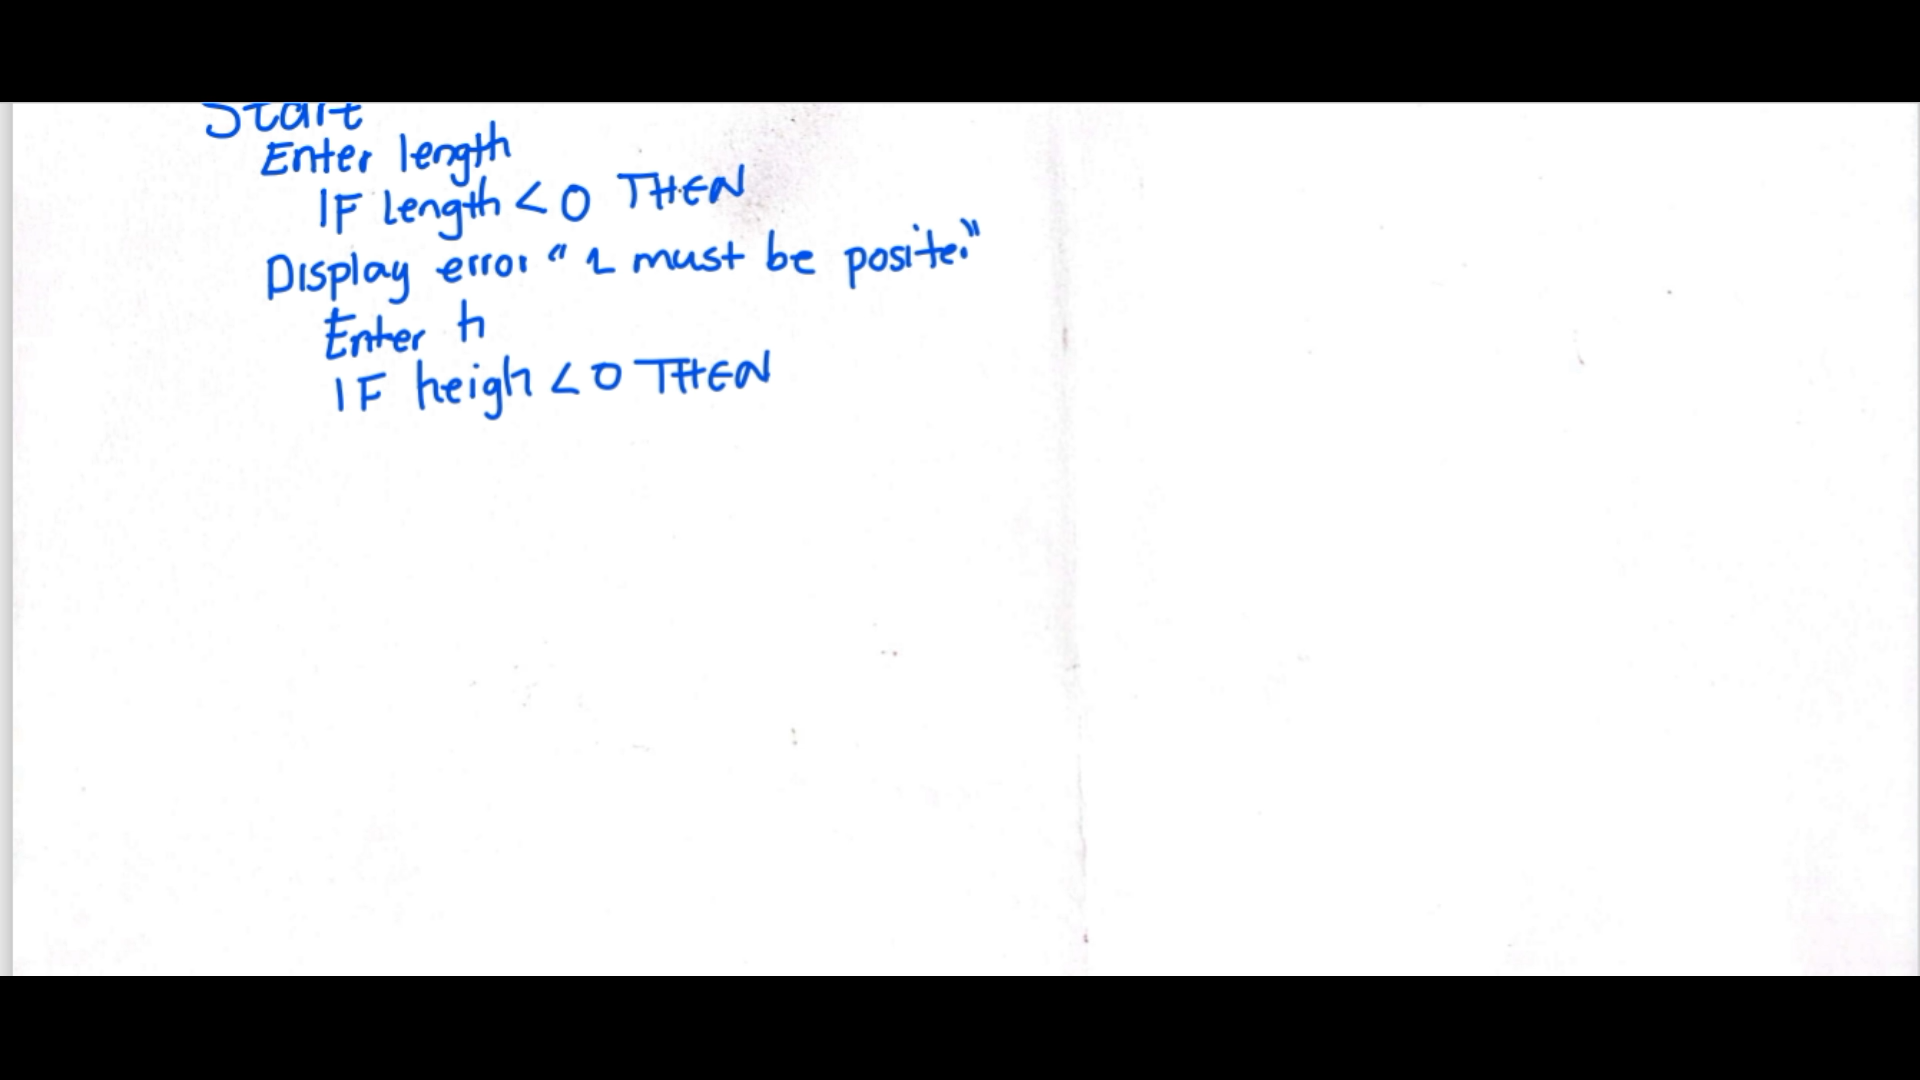 Start
Enter length
IF length < 0 THEN
Display error " L must be posite."
Enter h
IF heigh < 0 THEN